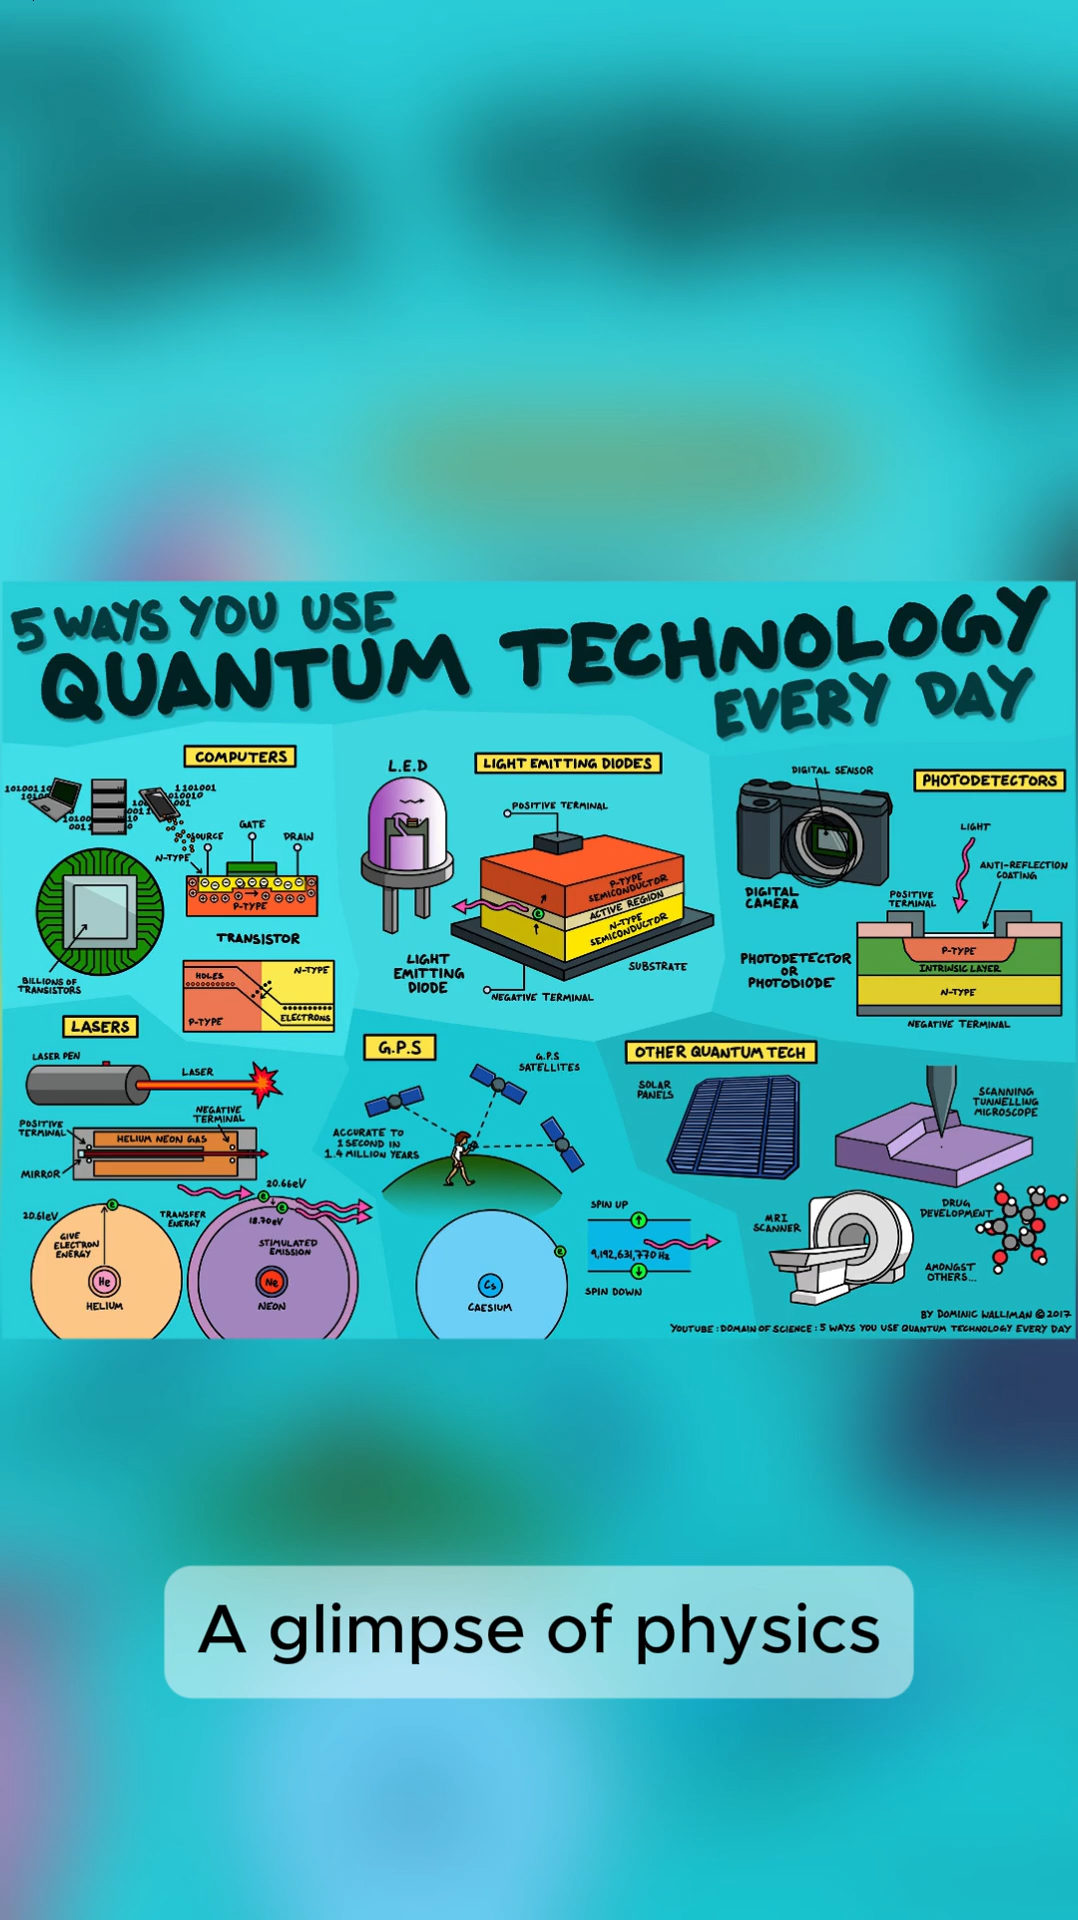 5 WAYS YOU USE
QUANTUM TECHNOLOGY
EVERY DAY
COMPUTERS
SOURCE
GATE
DRAIN
N-TYPE
P-TYPE
TRANSISTOR
BILLIONS OF
TRANSISTORS
HOLES
N-TYPE
P-TYPE
ELECTRONS
L.E.D
LIGHT EMITTING DIODES
POSITIVE TERMINAL
P-TYPE
SEMICONDUCTOR
ACTIVE REGION
N-TYPE
SEMICONDUCTOR
e
LIGHT
EMITTING
DIODE
SUBSTRATE
NEGATIVE TERMINAL
DIGITAL SENSOR
PHOTODETECTORS
LIGHT
ANTI-REFLECTION
COATING
DIGITAL
CAMERA
POSITIVE
TERMINAL
PHOTODETECTOR
OR
PHOTODIODE
P-TYPE
INTRINSIC LAYER
N-TYPE
NEGATIVE TERMINAL
LASERS
LASER PEN
LASER
POSITIVE
TERMINAL
NEGATIVE
TERMINAL
HELIUM NEON GAS
MIRROR
20.61eV
GIVE
ELECTRON
ENERGY
e
He
HELIUM
TRANSFER
ENERGY
20.66eV
e
e
18.70eV
STIMULATED
EMISSION
Ne
NEON
G.P.S
G.P.S
SATELLITES
ACCURATE TO
1 SECOND IN
1.4 MILLION YEARS
e
Cs
CAESIUM
SPIN UP
9,192,631,770 Hz
SPIN DOWN
OTHER QUANTUM TECH
SOLAR
PANELS
SCANNING
TUNNELLING
MICROSCOPE
MRI
SCANNER
DRUG
DEVELOPMENT
AMONGST
OTHERS...
BY DOMINIC WALLIMAN © 2017
YOUTUBE : DOMAIN OF SCIENCE : 5 WAYS YOU USE QUANTUM TECHNOLOGY EVERY DAY
A glimpse of physics